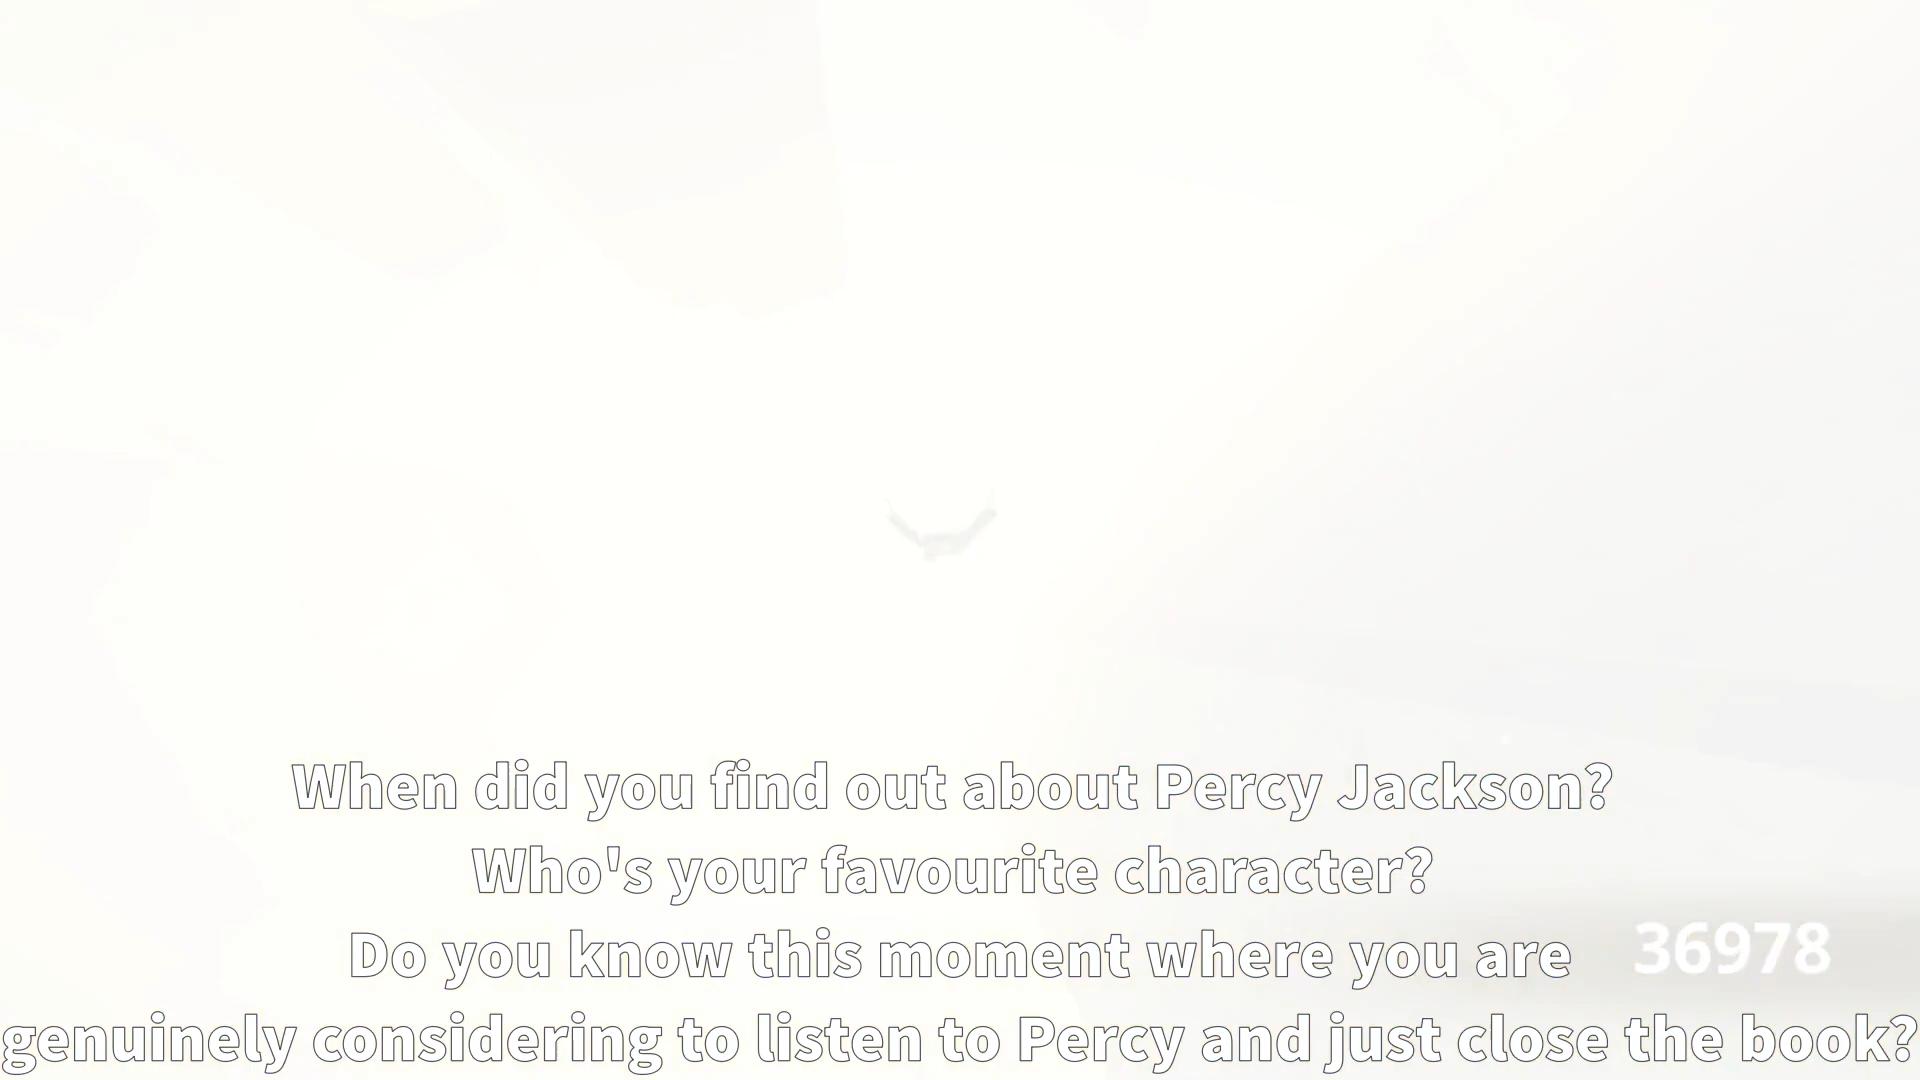 When did you find out about Percy Jackson?
Who's your favourite character?
Do you know this moment where you are
36978
genuinely considering to listen to Percy and just close the book?